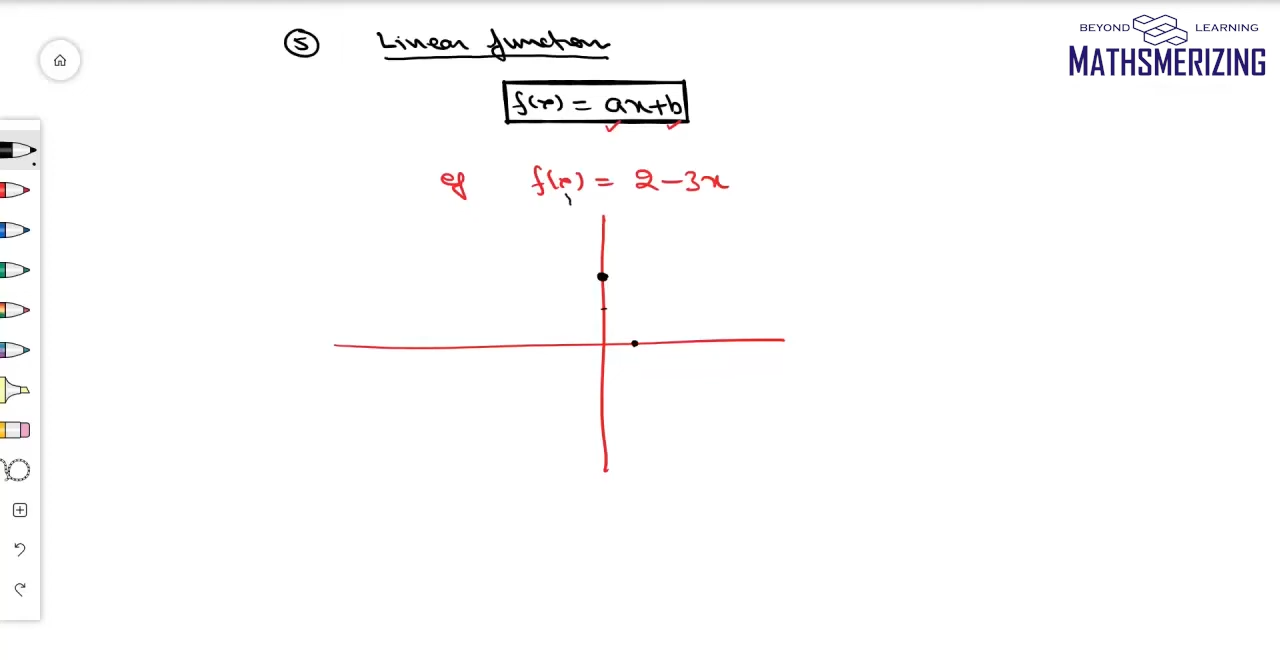 BEYOND LEARNING
MATHSMERIZING
⑤ Linear function
f(x) = ax+b
eg f(x) = 2-3x